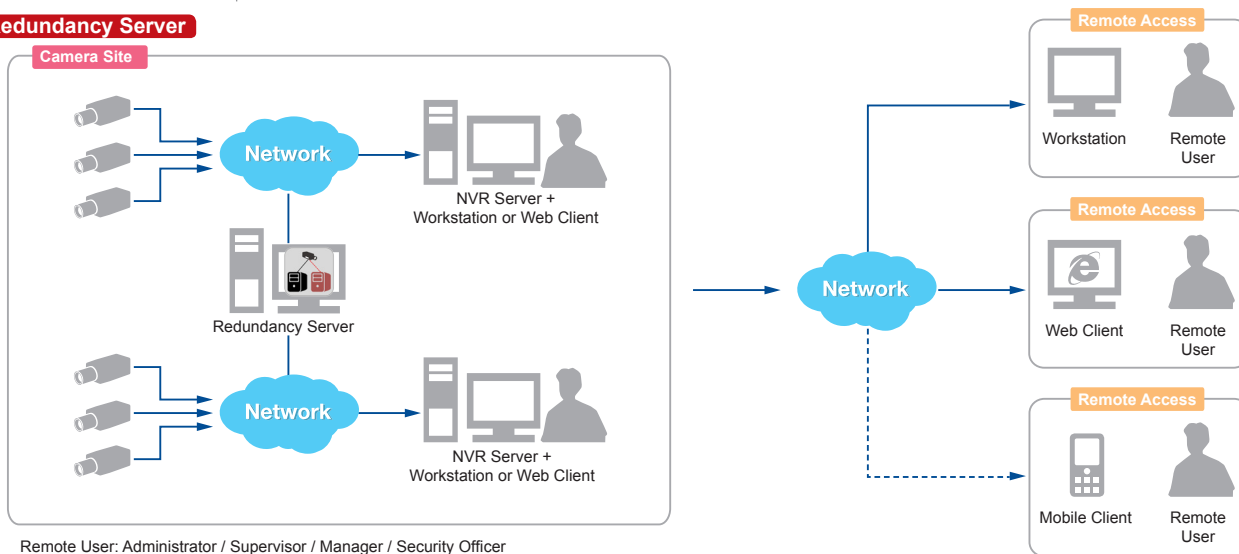 Redundancy Server
Camera Site
Network
NVR Server +
Workstation or Web Client
Redundancy Server
Network
NVR Server +
Workstation or Web Client
Remote User: Administrator / Supervisor / Manager / Security Officer
Network
Remote Access
Workstation
Remote
User
Remote Access
Web Client
Remote
User
Remote Access
Mobile Client
Remote
User